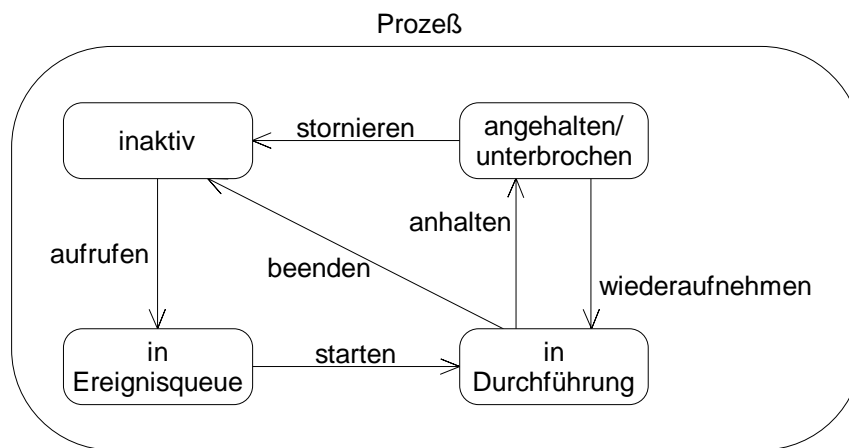 Prozeß
inaktiv
stornieren
angehalten/
unterbrochen
aufrufen
beenden
anhalten
wiederaufnehmen
in
Ereignisqueue
starten
in
Durchführung